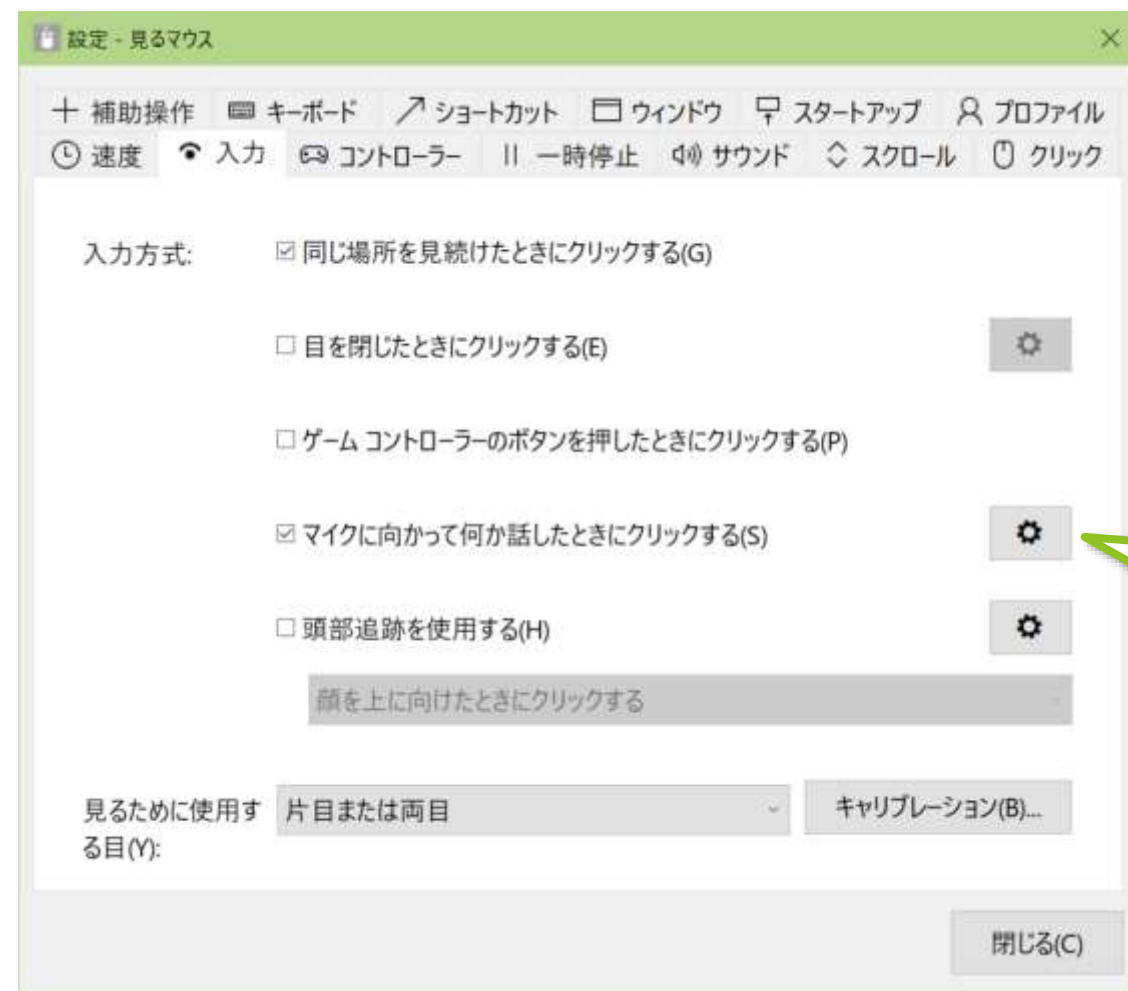 設定 - 見るマウス
補助操作 キーボード ショートカット ウィンドウ スタートアップ プロファイル
速度 入力 コントローラー 一時停止 サウンド スクロール クリック
入力方式: 同じ場所を見続けたときにクリックする(G)
目を閉じたときにクリックする(E)
ゲーム コントローラーのボタンを押したときにクリックする(P)
マイクに向かって何か話したときにクリックする(S)
頭部追跡を使用する(H)
顔を上に向けたときにクリックする
見るために使用す 片目または両目 キャリブレーション(B)...
る目(Y):
閉じる(C)